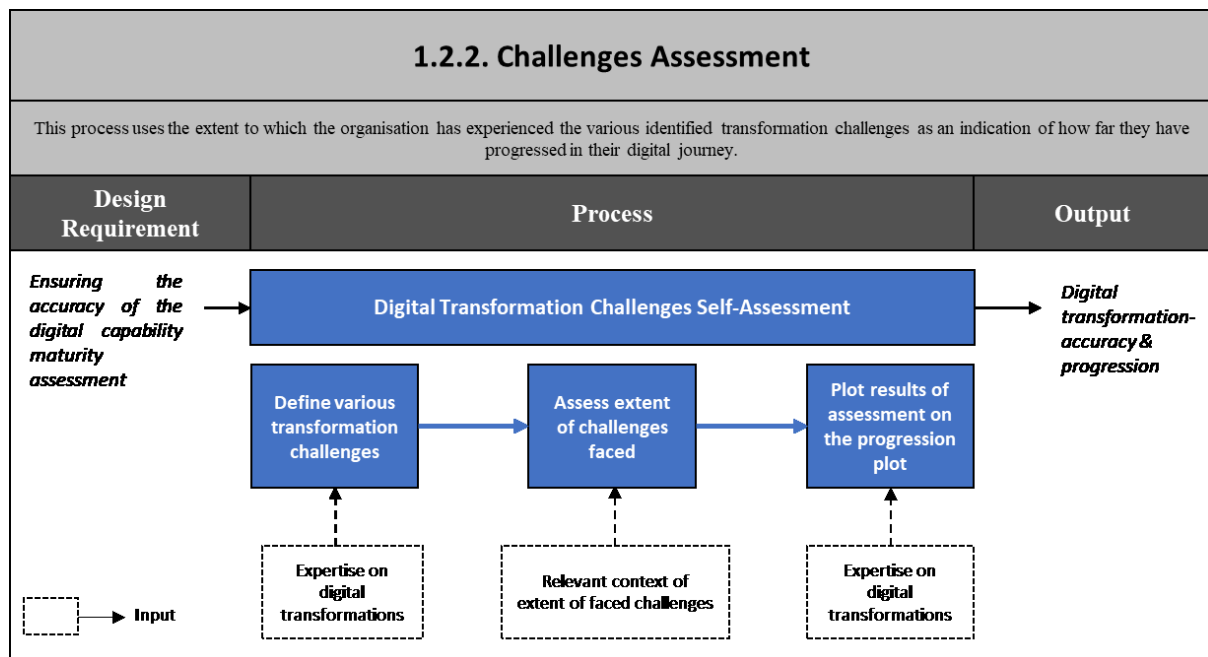 1.2.2. Challenges Assessment
This process uses the extent to which the organisation has experienced the various identified transformation challenges as an indication of how far they have
progressed in their digital journey.
Design
Requirement
Process
Output
Ensuring the
accuracy of the
digital capability
maturity
assessment
Digital Transformation Challenges Self-Assessment
Digital
transformation-
accuracy &
progression
Define various
transformation
challenges
Assess extent
of challenges
faced
Plot results of
assessment on
the progression
plot
Expertise on
digital
transformations
Relevant context of
extent of faced challenges
Expertise on
digital
transformations
Input